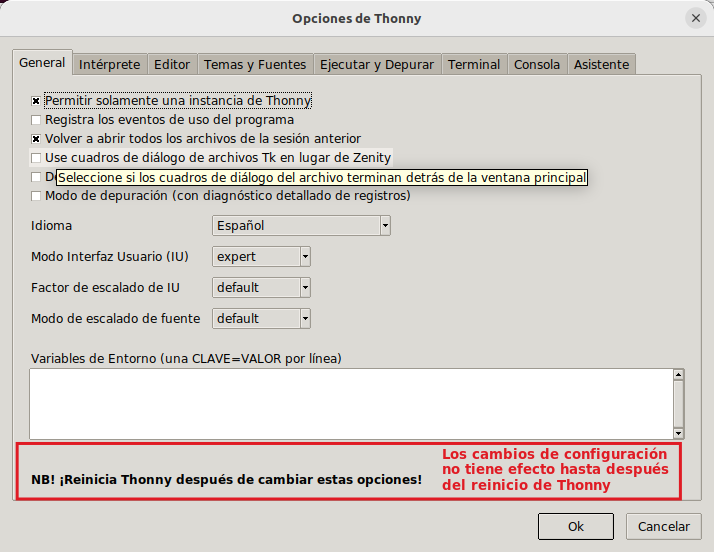 Opciones de Thonny
General Intérprete Editor Temas y Fuentes Ejecutar y Depurar Terminal Consola Asistente
Permitir solamente una instancia de Thonny
Registra los eventos de uso del programa
Volver a abrir todos los archivos de la sesión anterior
Use cuadros de diálogo de archivos Tk en lugar de Zenity
Seleccione si los cuadros de diálogo del archivo terminan detrás de la ventana principal
Modo de depuración (con diagnóstico detallado de registros)
Idioma Español
Modo Interfaz Usuario (IU) expert
Factor de escalado de IU default
Modo de escalado de fuente default
Variables de Entorno (una CLAVE=VALOR por línea)
Los cambios de configuración
no tiene efecto hasta después
del reinicio de Thonny
NB! ¡Reinicia Thonny después de cambiar estas opciones!
Ok Cancelar